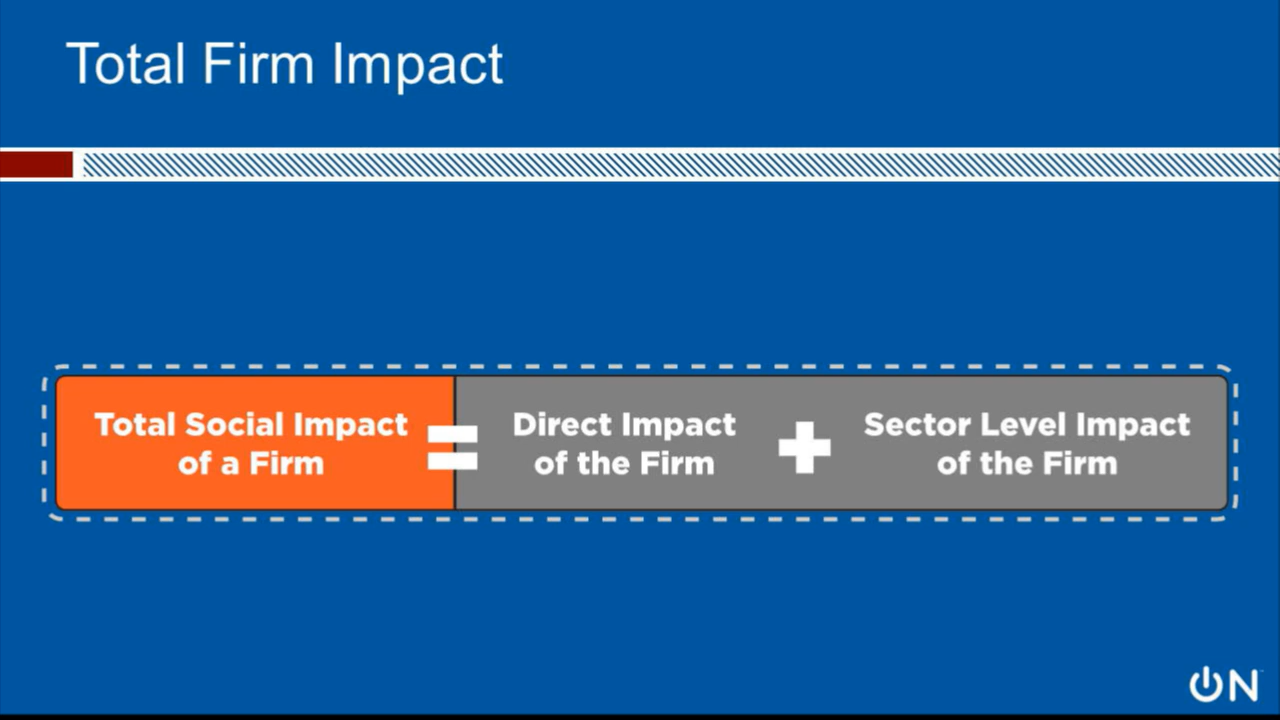 Total Firm Impact
Total Social Impact
of a Firm
=
Direct Impact
of the Firm
+
Sector Level Impact
of the Firm
ON